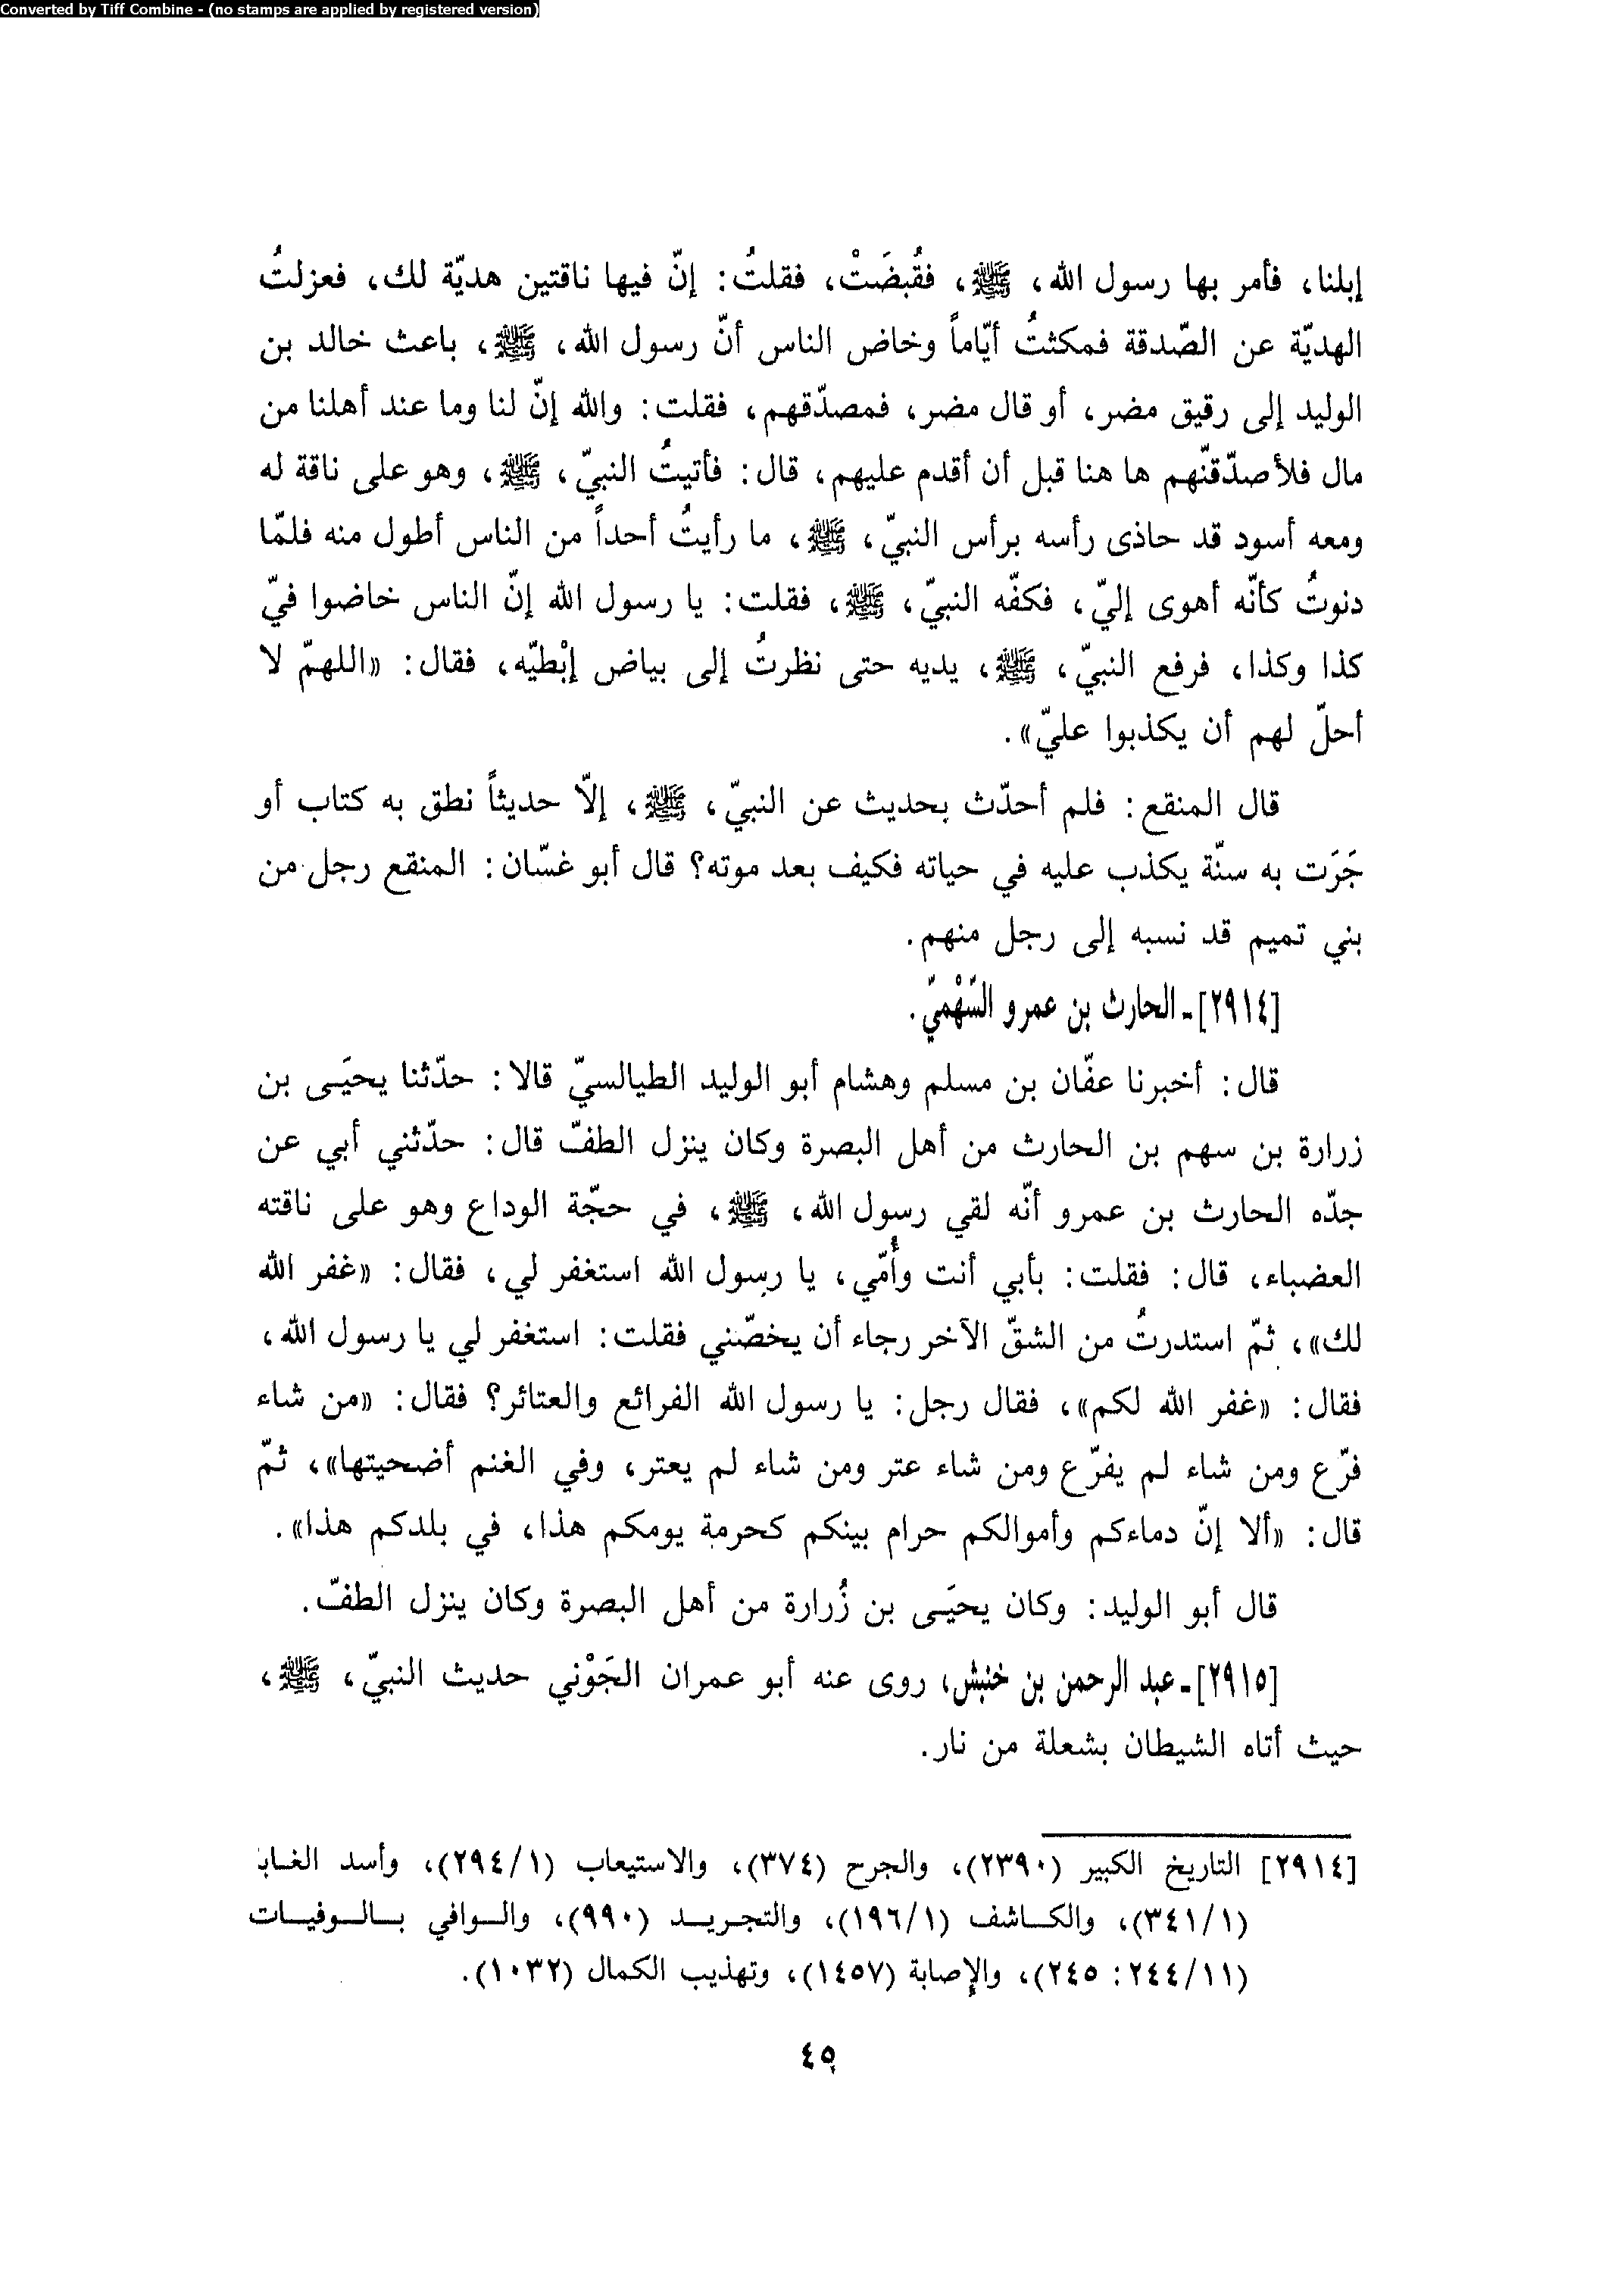 Converted by Tiff Combine - (no stamps are applied by registered version)
إبلنا، فأمر بها رسول الله، ﷺ، فقُبضَتْ، فقلتُ: إنّ فيها ناقتين هديّة لك، فعزلتُ
الهديّة عن الصّدقة فمكثتُ أيّاماً وخاض الناس أنّ رسول الله، ﷺ، باعث خالد بن
الوليد إلى رقيق مضر، أو قال مضر، فمصدّقهم، فقلت: والله إنّ لنا وما عند أهلنا من
مال فلأصدّقنّهم ها هنا قبل أن أقدم عليهم، قال: فأتيتُ النبيّ، ﷺ، وهو على ناقة له
ومعه أسود قد حاذى رأسه برأس النبيّ، ﷺ، ما رأيتُ أحداً من الناس أطول منه فلمّا
دنوتُ كأنّه أهوى إليّ، فكفّه النبيّ، ﷺ، فقلت: يا رسول الله إنّ الناس خاضوا فيّ
كذا وكذا، فرفع النبيّ، ﷺ، يديه حتى نظرتُ إلى بياض إبْطيّه، فقال: «اللهمّ لا
أحلّ لهم أن يكذبوا عليّ».
قال المنقع: فلم أحدّث بحديث عن النبيّ، ﷺ، إلاّ حديثاً نطق به كتاب أو
جَرَت به سنّة يكذب عليه في حياته فكيف بعد موته؟ قال أبو غسّان: المنقع رجل من
بني تميم قد نسبه إلى رجل منهم.
[٢٩١٤]ـ الحارث بن عمرو السّهْميّ.
قال: أخبرنا عفّان بن مسلم وهشام أبو الوليد الطيالسيّ قالا: حدّثنا يحيَـى بن
زرارة بن سهم بن الحارث من أهل البصرة وكان ينزل الطفّ قال: حدّثني أبي عن
جدّه الحارث بن عمرو أنّه لقي رسول الله، ﷺ، في حجّة الوداع وهو على ناقته
العضباء، قال: فقلت: بأبي أنت وأُمّي، يا رسول الله استغفر لي، فقال: «غفر الله
لك»، ثمّ استدرتُ من الشقّ الآخر رجاء أن يخصّني فقلت: استغفر لي يا رسول الله،
فقال: «غفر الله لكم»، فقال رجل: يا رسول الله الفرائع والعتائر؟ فقال: «من شاء
فرّع ومن شاء لم يفرّع ومن شاء عتر ومن شاء لم يعتر، وفي الغنم أضحيتها»، ثمّ
قال: «ألا إنّ دماءكم وأموالكم حرام بينكم كحرمة يومكم هذا، في بلدكم هذا».
قال أبو الوليد: وكان يحيَـى بن زُرارة من أهل البصرة وكان ينزل الطفّ.
[٢٩١٥]ـ عبد الرحمن بن خنبش، روى عنه أبو عمران الجَوْني حديث النبيّ، ﷺ،
حيث أتاه الشيطان بشعلة من نار.
[٢٩١٤] التاريخ الكبير (٢٣٩٠)، والجرح (٣٧٤)، والاستيعاب (١/٢٩٤)، وأسد الغاب
(١/٣٤١)، والكـاشف (١/١٩٦)، والتجريـد (٩٩٠)، والـوافي بـالـوفيـات
(١١/٢٤٤: ٢٤٥)، والإصابة (١٤٥٧)، وتهذيب الكمال (١٠٣٢).
٤٥